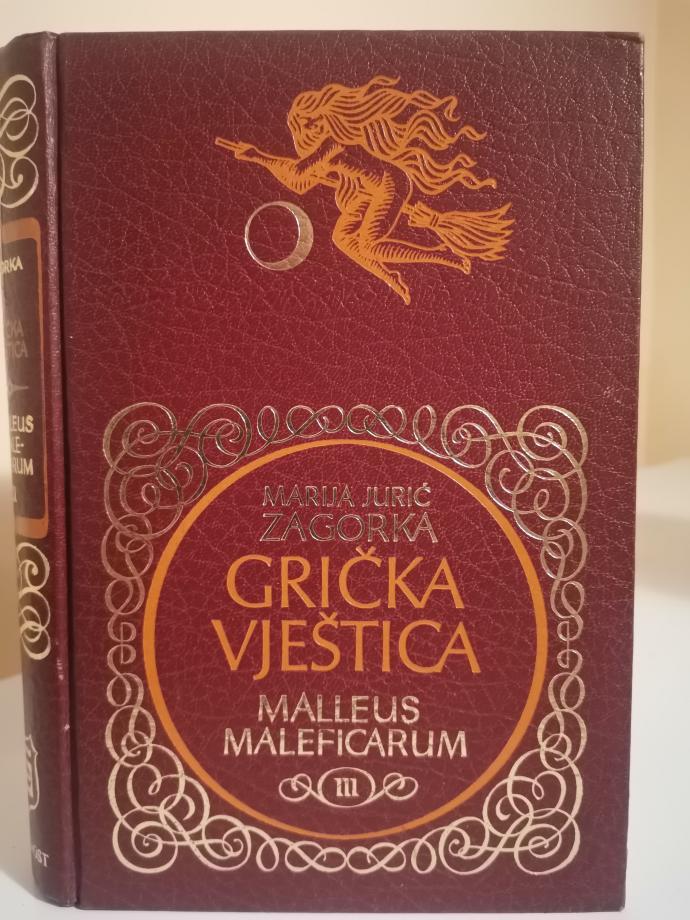 MARIJA JURIĆ
ZAGORKA
GRIČKA
VJEŠTICA
MALLEUS
MALEFICARUM
III